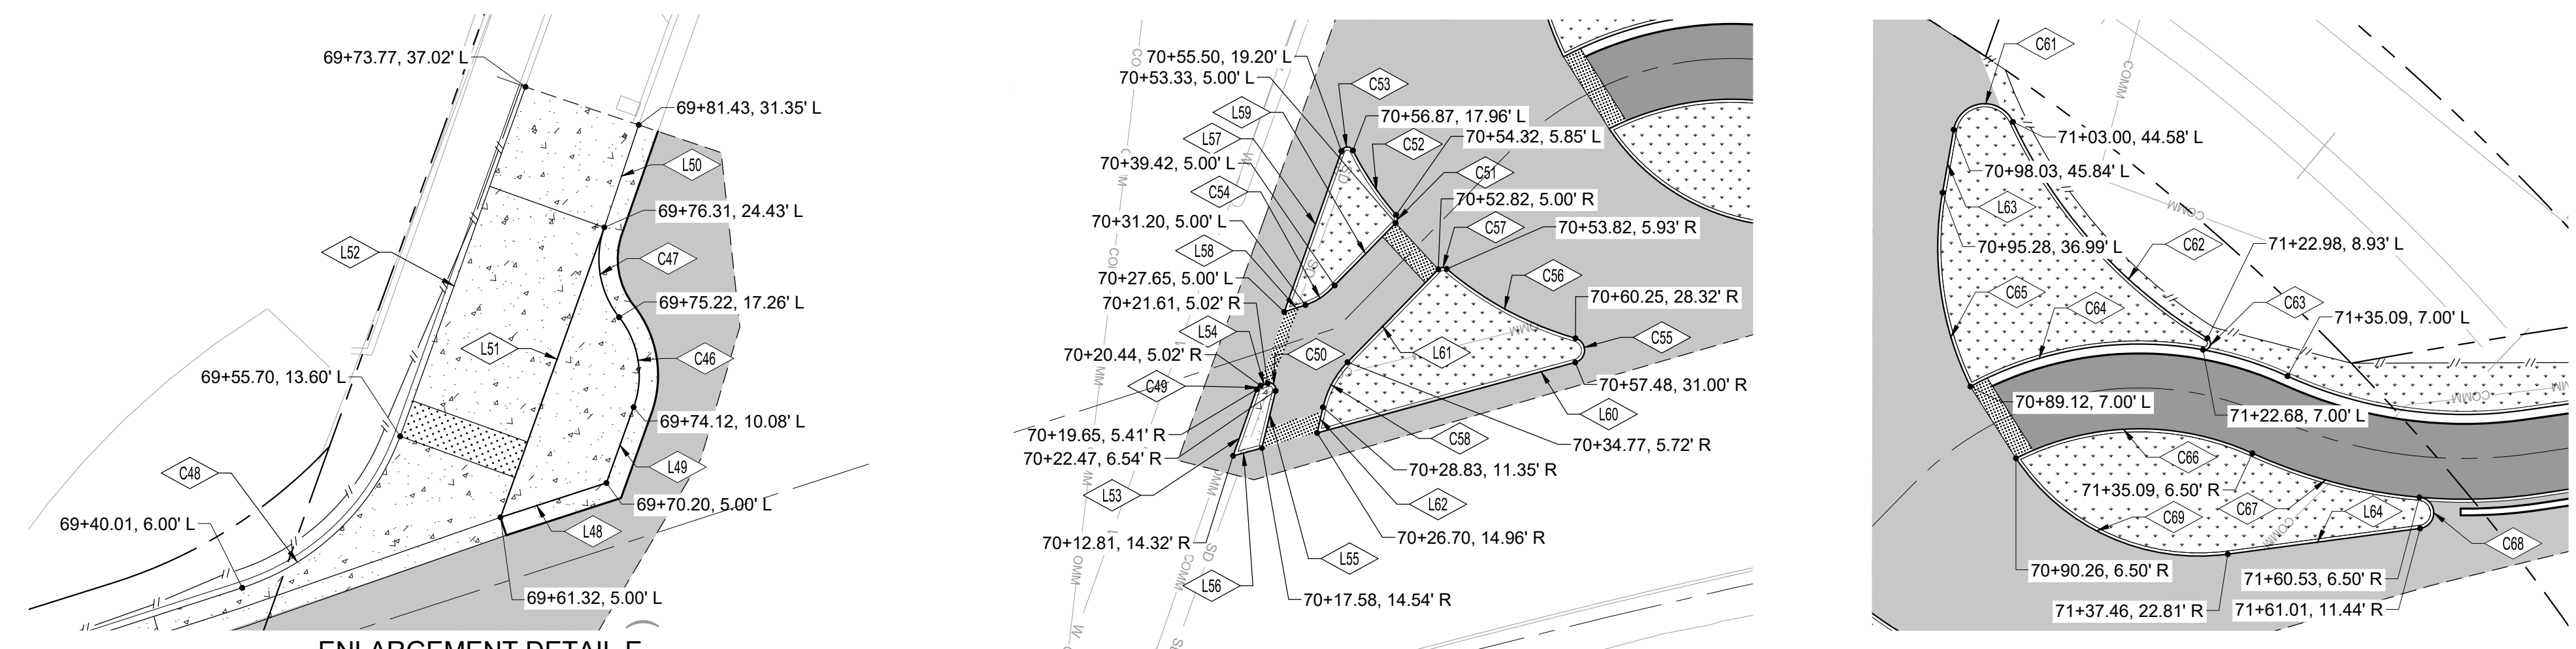 69+73.77, 37.02' L
69+81.43, 31.35' L
L50
69+76.31, 24.43' L
L52
C47
69+75.22, 17.26' L
L51
C46
69+55.70, 13.60' L
69+74.12, 10.08' L
C48
L49
69+70.20, 5.00' L
69+40.01, 6.00' L
L48
69+61.32, 5.00' L
70+55.50, 19.20' L
70+53.33, 5.00' L
C53
L59
70+56.87, 17.96' L
L57
70+54.32, 5.85' L
C52
70+39.42, 5.00' L
C51
C54
70+52.82, 5.00' R
70+31.20, 5.00' L
C57
70+53.82, 5.93' R
L58
70+27.65, 5.00' L
C56
70+21.61, 5.02' R
70+60.25, 28.32' R
L54
C55
70+20.44, 5.02' R
C50
L61
C49
70+57.48, 31.00' R
L60
70+19.65, 5.41' R
C58
70+34.77, 5.72' R
70+22.47, 6.54' R
70+28.83, 11.35' R
L53
L62
70+12.81, 14.32' R
70+26.70, 14.96' R
L55
L56
70+17.58, 14.54' R
COMM
SD
COMM
SD
COMM
W
C61
COMM
71+03.00, 44.58' L
70+98.03, 45.84' L
L63
COMM
70+95.28, 36.99' L
C62
71+22.98, 8.93' L
C65
C64
C63
71+35.09, 7.00' L
COMM
70+89.12, 7.00' L
71+22.68, 7.00' L
C66
71+35.09, 6.50' R
C69
C67
L64
COMM
C68
70+90.26, 6.50' R
71+60.53, 6.50' R
71+37.46, 22.81' R
71+61.01, 11.44' R